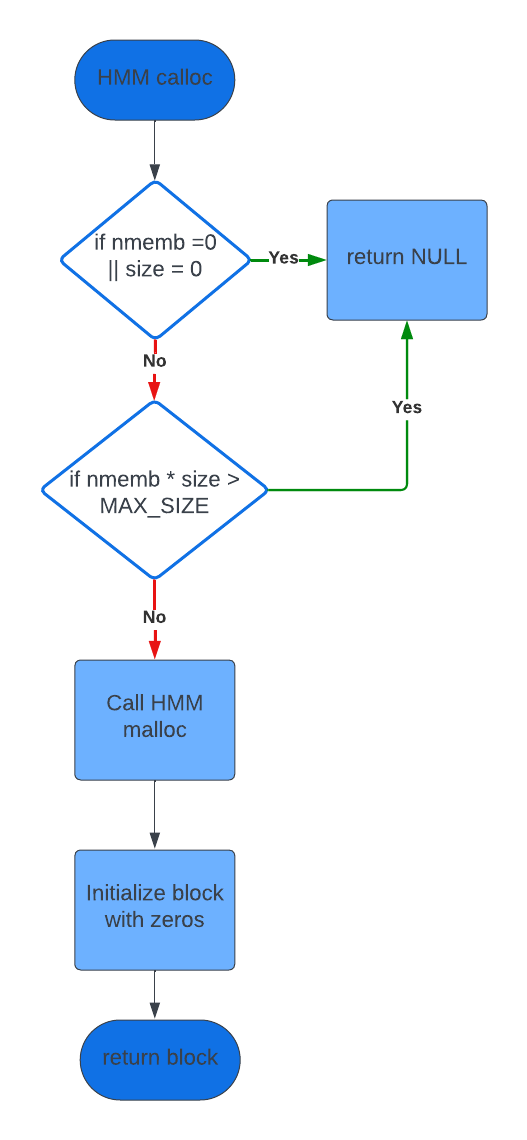 HMM calloc
if nmemb =0
|| size = 0
Yes
return NULL
No
Yes
if nmemb * size >
MAX_SIZE
No
Call HMM
malloc
Initialize block
with zeros
return block